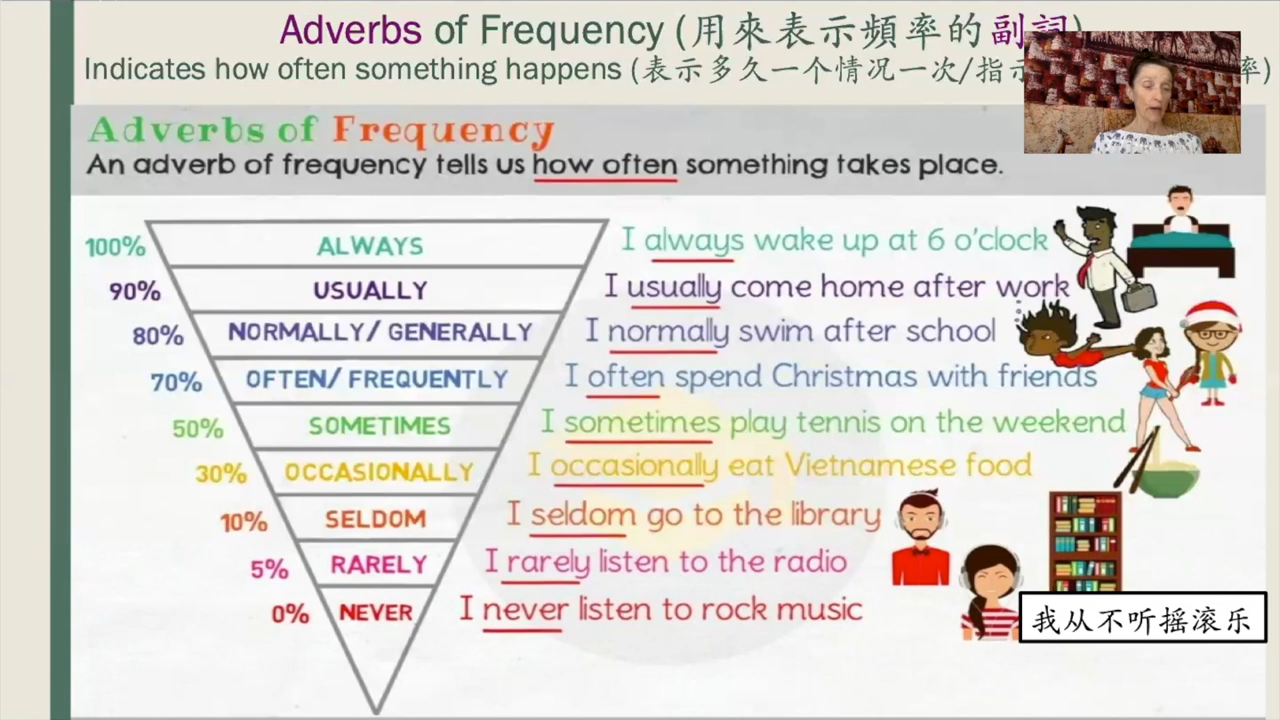 Adverbs of Frequency (用來表示頻率的副詞)
Indicates how often something happens (表示多久一个情况一次/指示 率)
Adverbs of Frequency
An adverb of frequency tells us how often something takes place.
100% ALWAYS I always wake up at 6 o'clock
90% USUALLY I usually come home after work
80% NORMALLY/ GENERALLY I normally swim after school
70% OFTEN/ FREQUENTLY I often spend Christmas with friends
50% SOMETIMES I sometimes play tennis on the weekend
30% OCCASIONALLY I occasionally eat Vietnamese food
10% SELDOM I seldom go to the library
5% RARELY I rarely listen to the radio
0% NEVER I never listen to rock music
我从不听摇滚乐